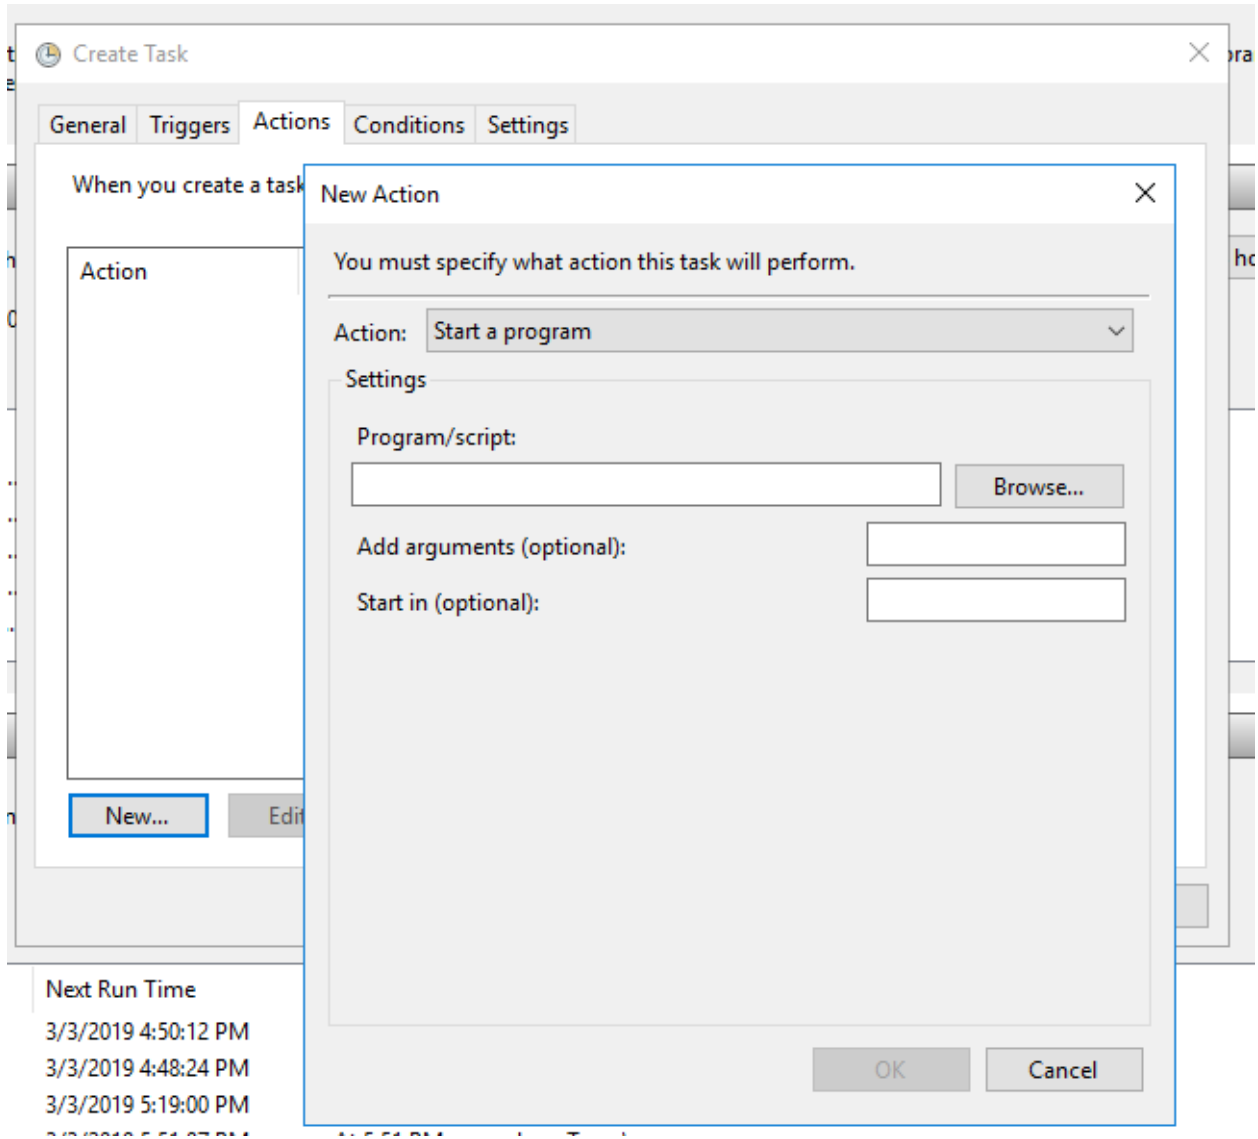 Create Task
General Triggers Actions Conditions Settings
When you create a task
Action
New... Edit
New Action
You must specify what action this task will perform.
Action: Start a program
Settings
Program/script:
Browse...
Add arguments (optional):
Start in (optional):
OK Cancel
Next Run Time
3/3/2019 4:50:12 PM
3/3/2019 4:48:24 PM
3/3/2019 5:19:00 PM